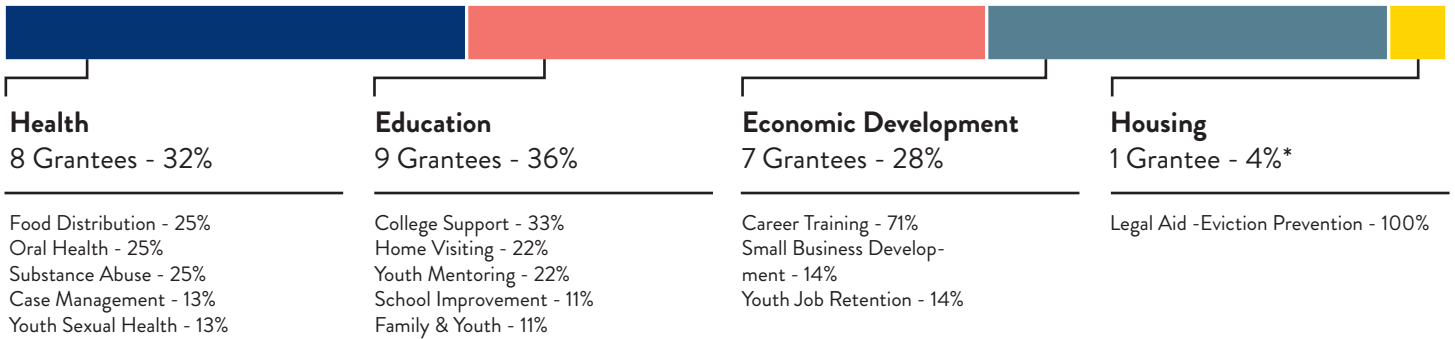 Health
8 Grantees - 32%
Food Distribution - 25%
Oral Health - 25%
Substance Abuse - 25%
Case Management - 13%
Youth Sexual Health - 13%
Education
9 Grantees - 36%
College Support - 33%
Home Visiting - 22%
Youth Mentoring - 22%
School Improvement - 11%
Family & Youth - 11%
Economic Development
7 Grantees - 28%
Career Training - 71%
Small Business Develop-
ment - 14%
Youth Job Retention - 14%
Housing
1 Grantee - 4%*
Legal Aid -Eviction Prevention - 100%